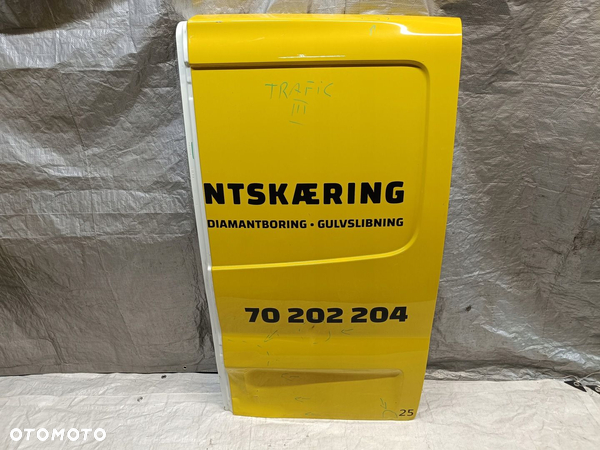 TRAFiC
III
NTSKÆRING
DIAMANTBORING · GULVSLIBNING
70 202 204
25
OTOMOTO